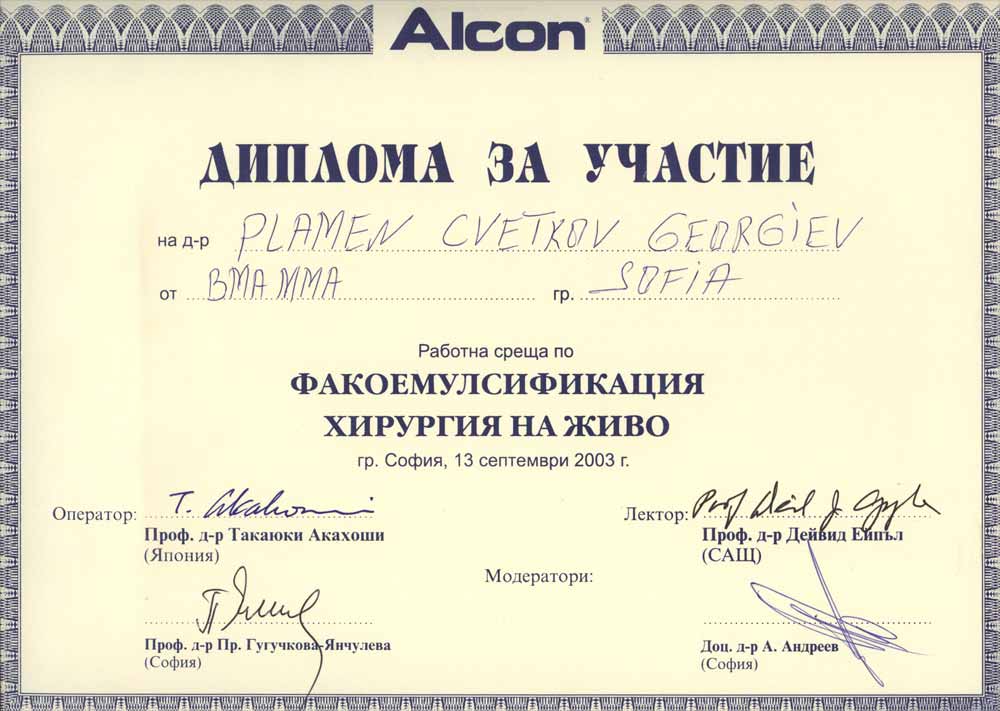 Alcon®
ДИПЛОМА ЗА УЧАСТИЕ
на д-р PLAMEN CVETKOV GEORGIEV
от ВМА ММА гр. SOFIA
Работна среща по
ФАКОЕМУЛСИФИКАЦИЯ
ХИРУРГИЯ НА ЖИВО
гр. София, 13 септември 2003 г.
Оператор: T. Akahoshi Лектор: Prof David J. Apple
Проф. д-р Такаюки Акахоши Проф. д-р Дейвид Ейпъл
(Япония) (САЩ)
Модератори:
Проф. д-р Пр. Гугучкова-Янчулева Доц. д-р А. Андреев
(София) (София)